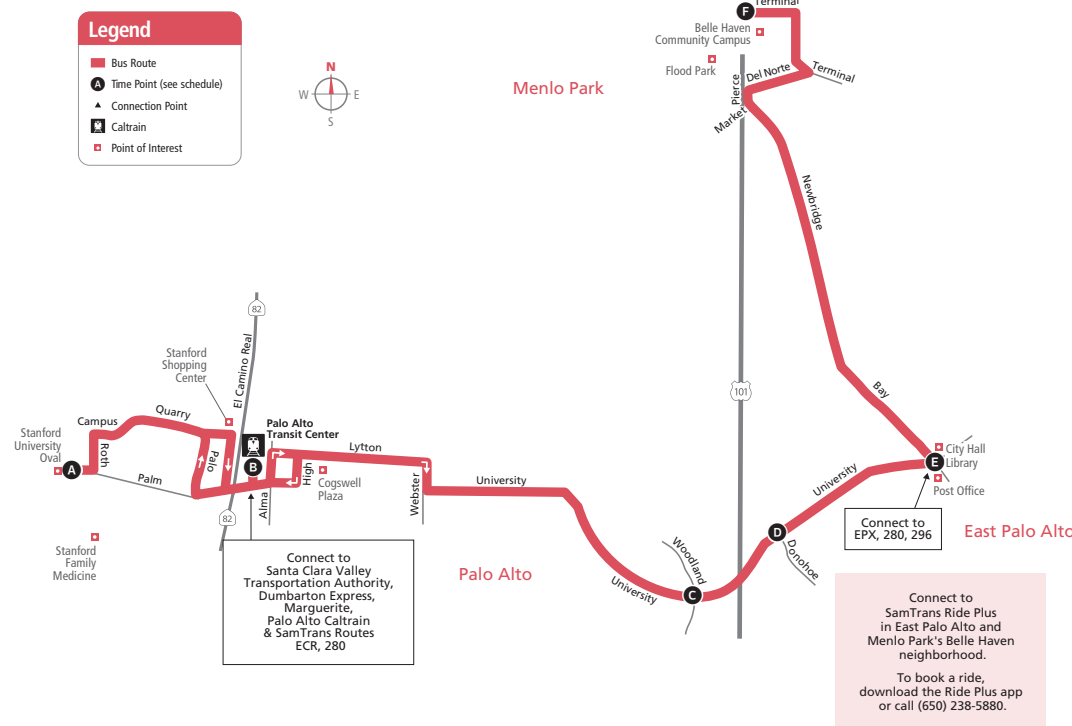 Legend
Bus Route
A Time Point (see schedule)
Connection Point
Caltrain
Point of Interest
N
W E
S
Menlo Park
F
Terminal
Belle Haven
Community Campus
Flood Park
Pierce
Del Norte
Terminal
Market
Newbridge
82
El Camino Real
Stanford
Shopping
Center
101
Bay
Campus
Quarry
Palo Alto
Transit Center
Stanford
University
Oval
A
Roth
Palo
B
Lytton
High
Cogswell
Plaza
Palm
Alma
Webster
University
82
University
E
City Hall
Library
Post Office
Connect to
EPX, 280, 296
East Palo Alto
D
Donohoe
Woodland
C
University
Stanford
Family
Medicine
Connect to
Santa Clara Valley
Transportation Authority,
Dumbarton Express,
Marguerite,
Palo Alto Caltrain
& SamTrans Routes
ECR, 280
Palo Alto
Connect to
SamTrans Ride Plus
in East Palo Alto and
Menlo Park's Belle Haven
neighborhood.
To book a ride,
download the Ride Plus app
or call (650) 238-5880.